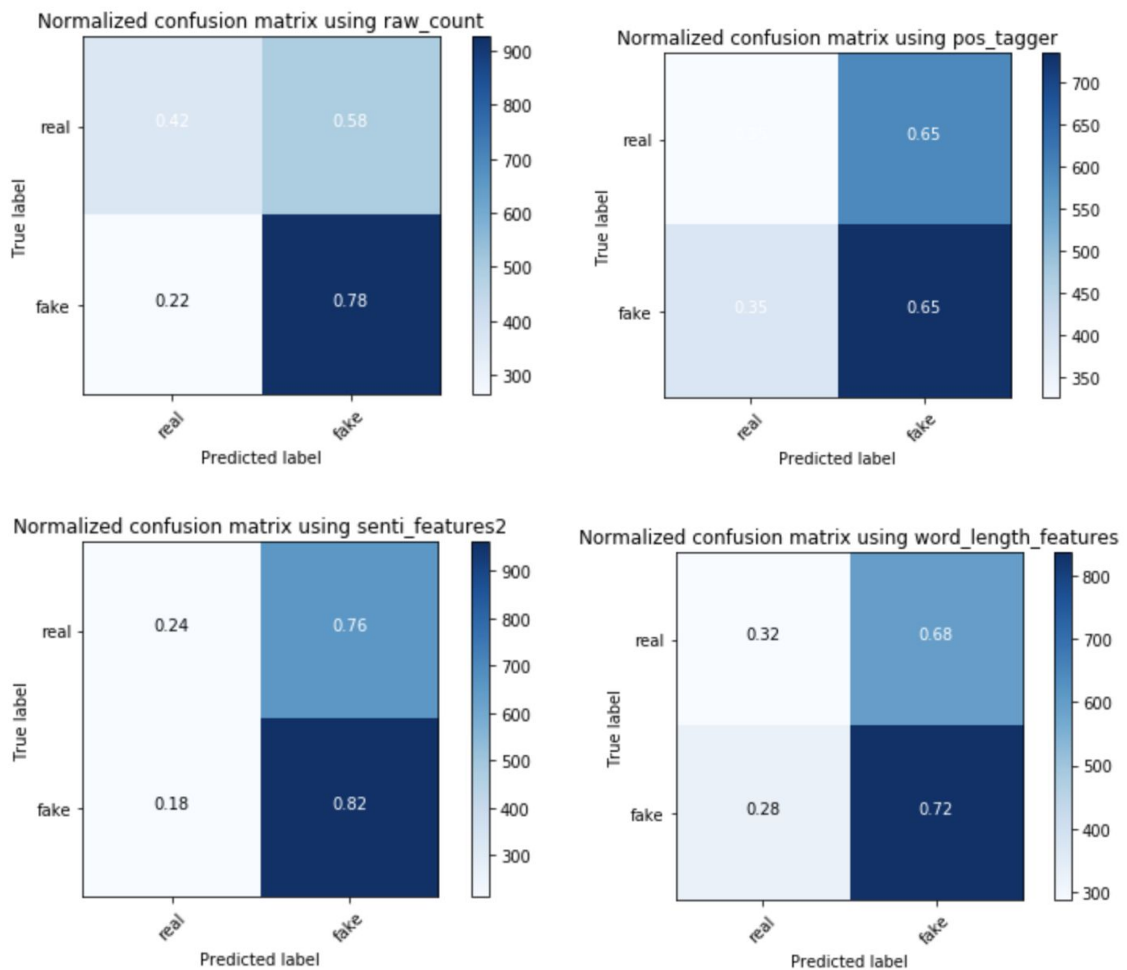 Normalized confusion matrix using raw_count
900
800
700
600
500
400
300
True label
real
fake
0.42
0.58
0.22
0.78
real
fake
Predicted label
Normalized confusion matrix using pos_tagger
700
650
600
550
500
450
400
350
True label
real
fake
0.65
0.35
0.65
real
fake
Predicted label
Normalized confusion matrix using senti_features2
900
800
700
600
500
400
300
True label
real
fake
0.24
0.76
0.18
0.82
real
fake
Predicted label
Normalized confusion matrix using word_length_features
800
700
600
500
400
300
True label
real
fake
0.32
0.68
0.28
0.72
real
fake
Predicted label